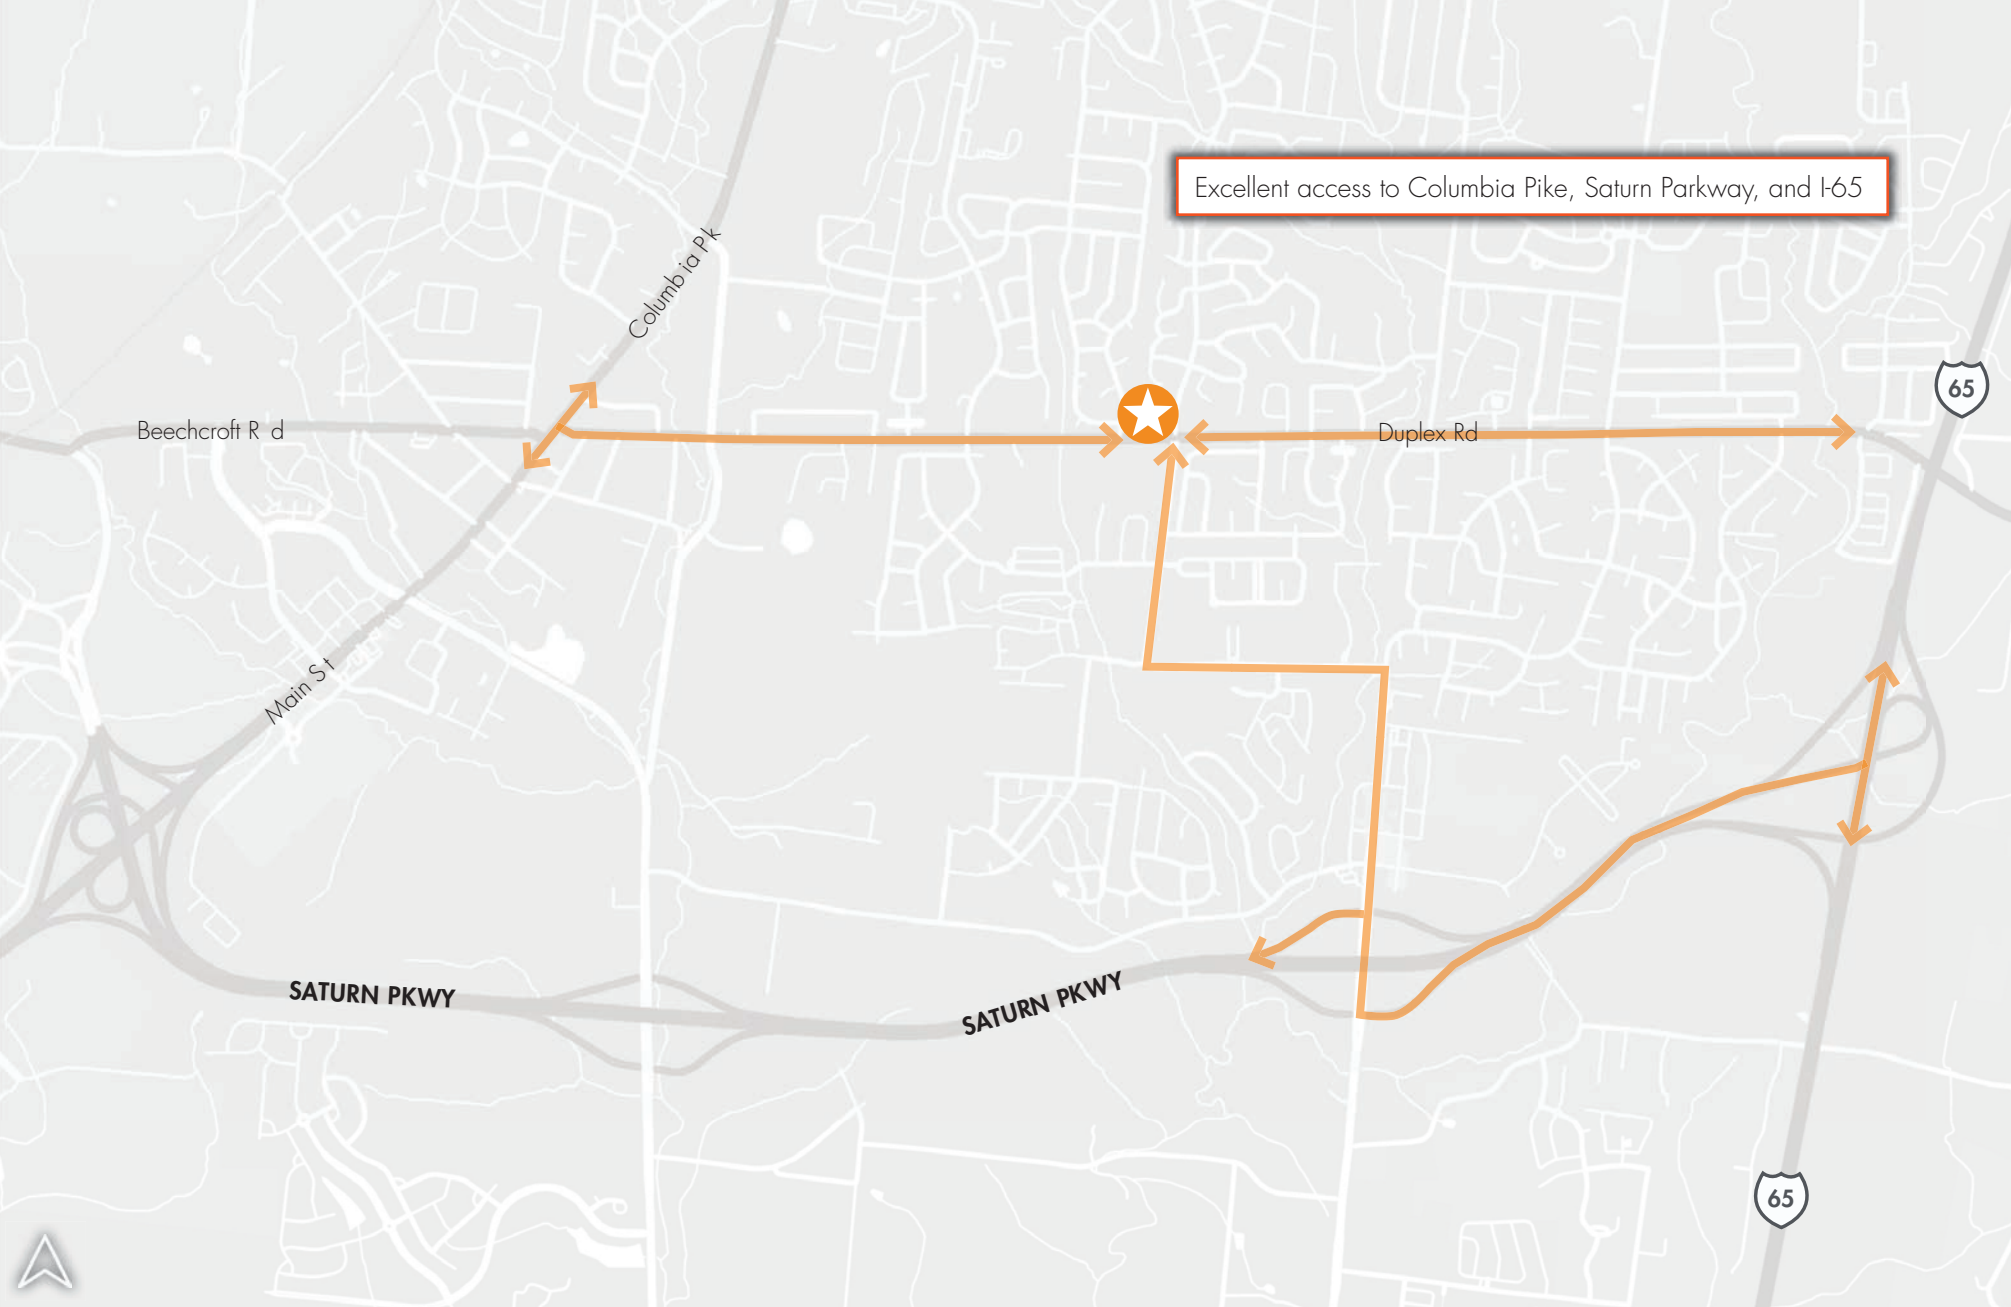 Excellent access to Columbia Pike, Saturn Parkway, and I-65
Columbia Pk
65
Beechcroft R d
Duplex Rd
Main St
SATURN PKWY
SATURN PKWY
65